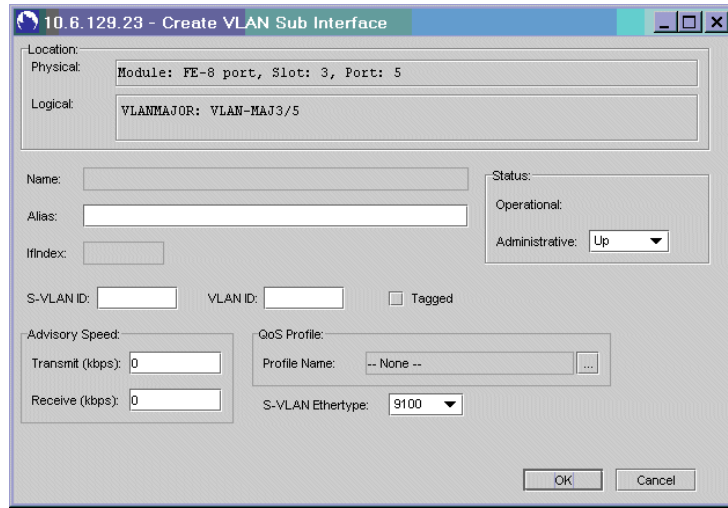 10.6.129.23 - Create VLAN Sub Interface
Location:
Physical: Module: FE-8 port, Slot: 3, Port: 5
Logical: VLANMAJOR: VLAN-MAJ3/5
Name:
Status:
Operational:
Alias:
Administrative: Up
IfIndex:
S-VLAN ID: VLAN ID: Tagged
Advisory Speed: QoS Profile:
Transmit (kbps): 0 Profile Name: -- None -- ...
Receive (kbps): 0 S-VLAN Ethertype: 9100
OK Cancel